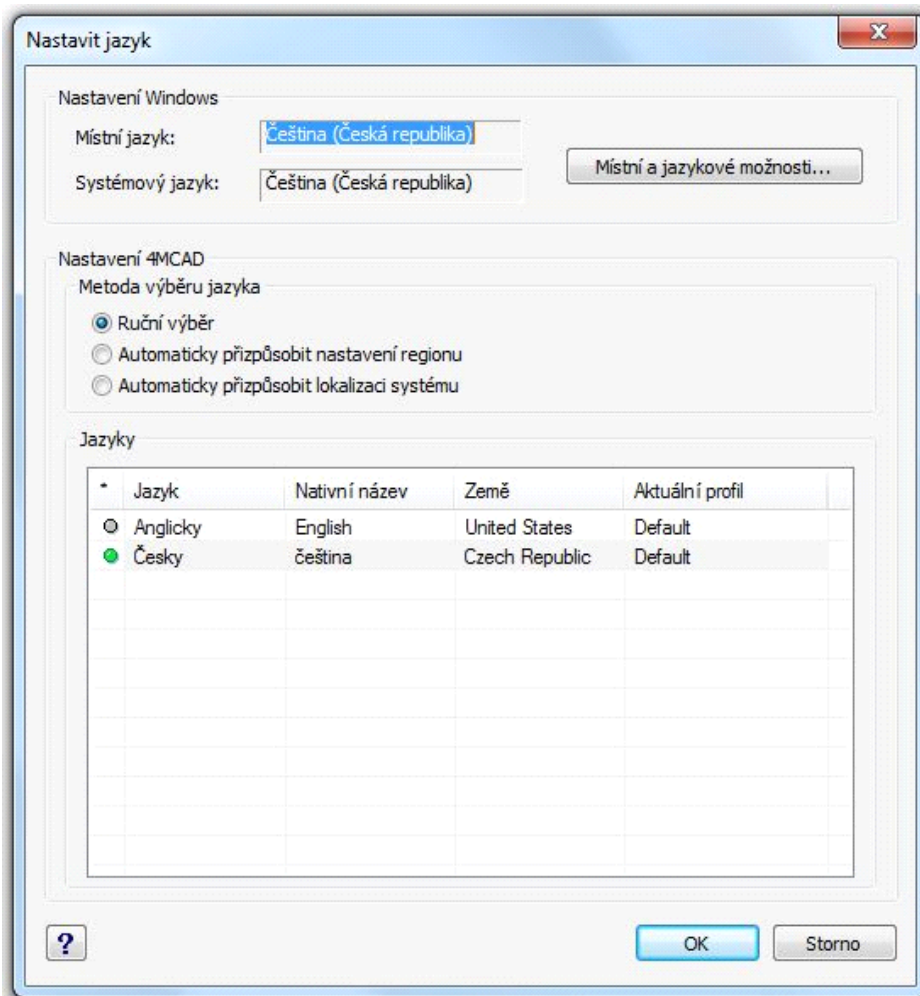 Nastavit jazyk
Nastavení Windows
Místní jazyk: Čeština (Česká republika)
Systémový jazyk: Čeština (Česká republika)
Místní a jazykové možnosti...
Nastavení 4MCAD
Metoda výběru jazyka
Ruční výběr
Automaticky přizpůsobit nastavení regionu
Automaticky přizpůsobit lokalizaci systému
Jazyky
* Jazyk Nativní název Země Aktuální profil
Anglicky English United States Default
Česky čeština Czech Republic Default
? OK Storno